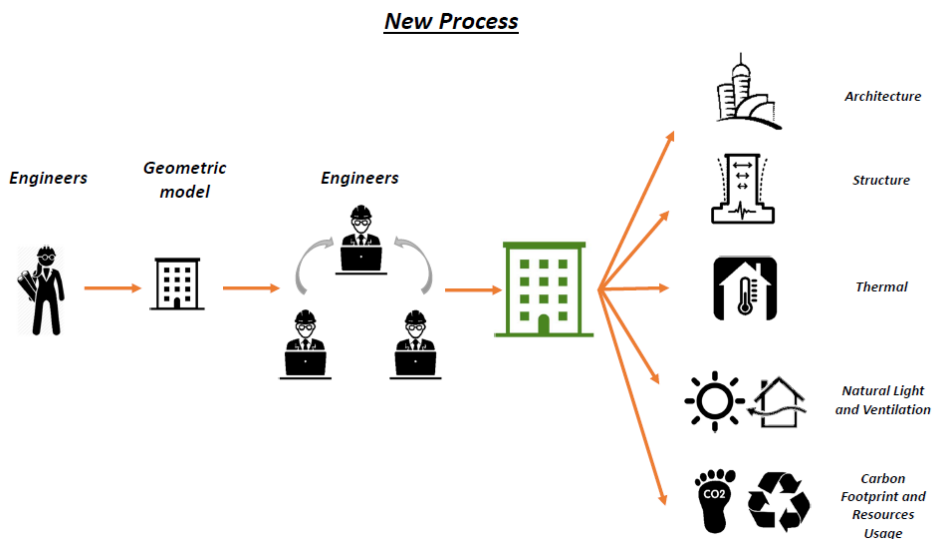 New Process
Engineers
Geometric
model
Engineers
Architecture
Structure
Thermal
Natural Light
and Ventilation
CO2
Carbon
Footprint and
Resources
Usage